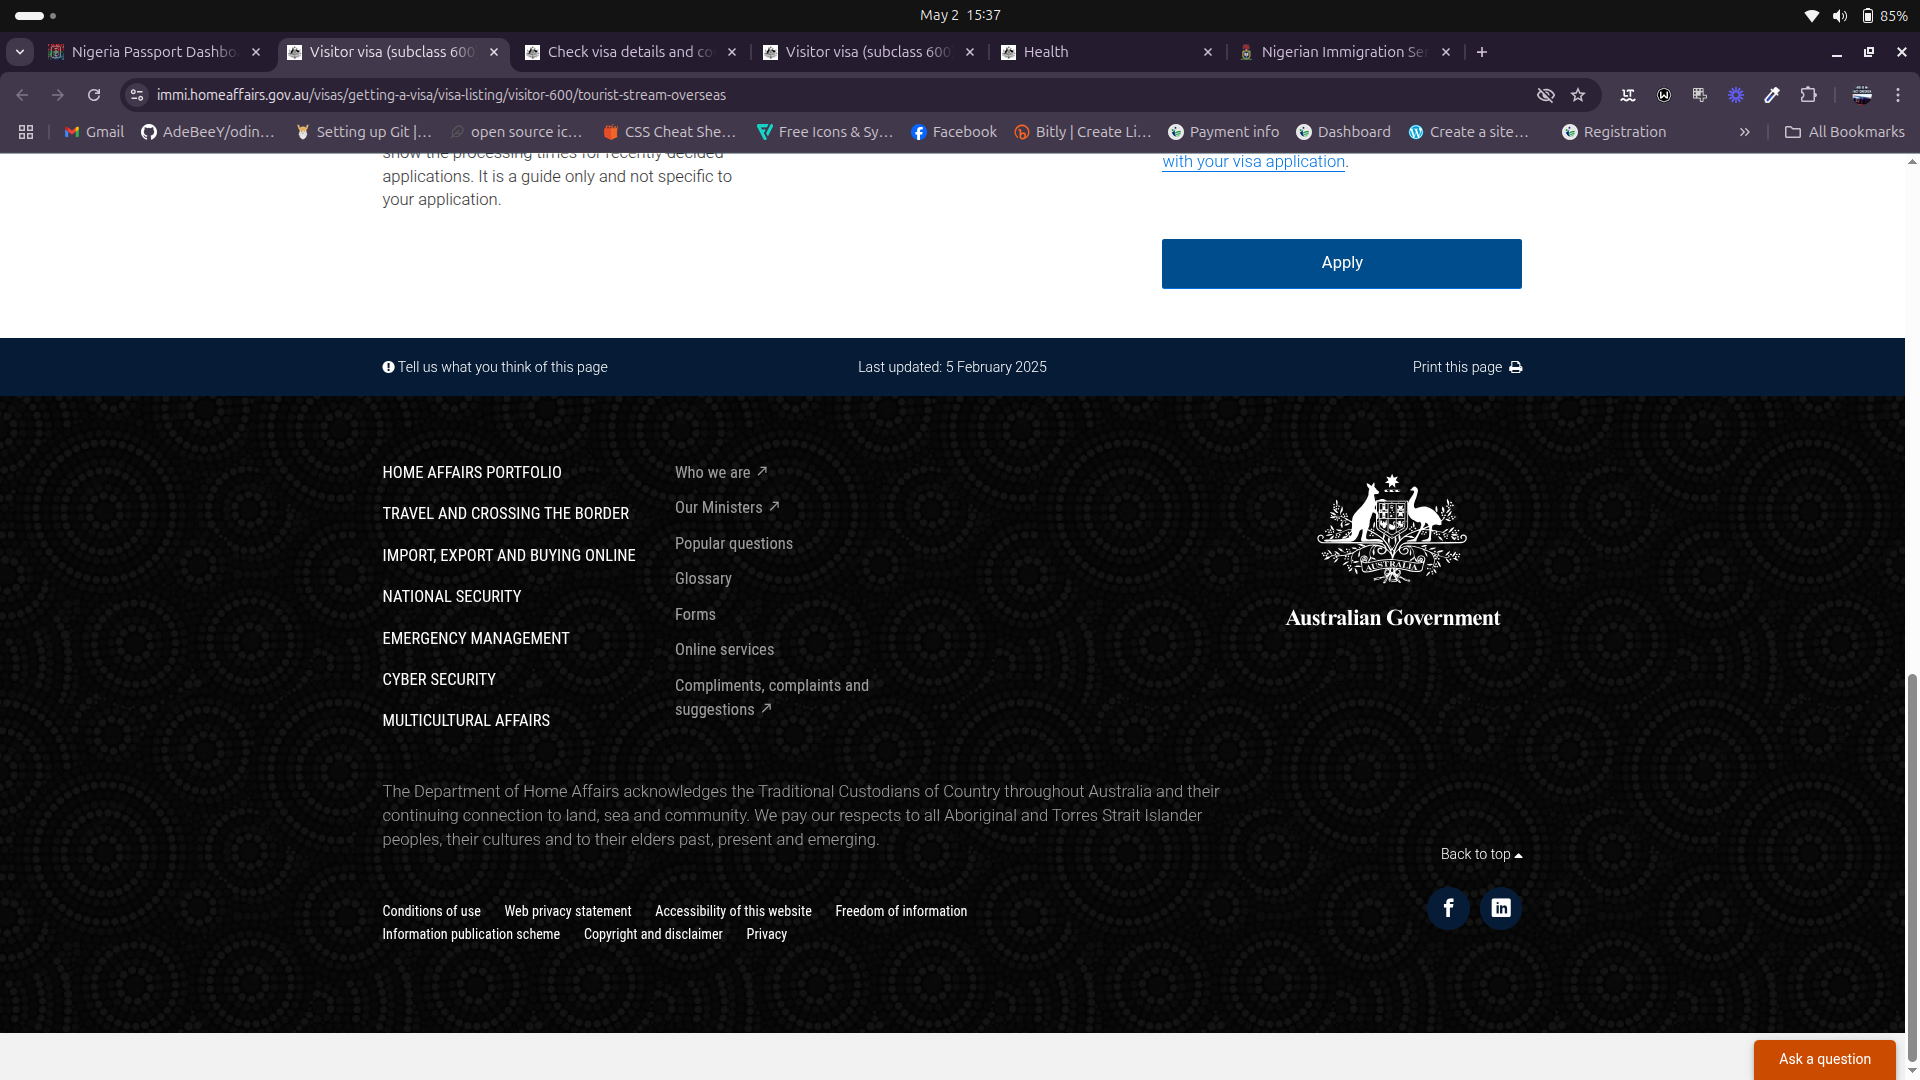 May 2 15:37
85%
Nigeria Passport Dashbo
Visitor visa (subclass 600
Check visa details and co
Visitor visa (subclass 600
Health
Nigerian Immigration Ser
immi.homeaffairs.gov.au/visas/getting-a-visa/visa-listing/visitor-600/tourist-stream-overseas
Gmail
AdeBeeY/odin...
Setting up Git |...
open source ic...
CSS Cheat She...
Free Icons & Sy...
Facebook
Bitly | Create Li...
Payment info
Dashboard
Create a site...
Registration
All Bookmarks
show the processing times for recently decided
applications. It is a guide only and not specific to
your application.
with your visa application.
Apply
Tell us what you think of this page
Last updated: 5 February 2025
Print this page
HOME AFFAIRS PORTFOLIO
TRAVEL AND CROSSING THE BORDER
IMPORT, EXPORT AND BUYING ONLINE
NATIONAL SECURITY
EMERGENCY MANAGEMENT
CYBER SECURITY
MULTICULTURAL AFFAIRS
Who we are
Our Ministers
Popular questions
Glossary
Forms
Online services
Compliments, complaints and
suggestions
AUSTRALIA
Australian Government
The Department of Home Affairs acknowledges the Traditional Custodians of Country throughout Australia and their
continuing connection to land, sea and community. We pay our respects to all Aboriginal and Torres Strait Islander
peoples, their cultures and to their elders past, present and emerging.
Back to top
Conditions of use
Web privacy statement
Accessibility of this website
Freedom of information
Information publication scheme
Copyright and disclaimer
Privacy
Ask a question